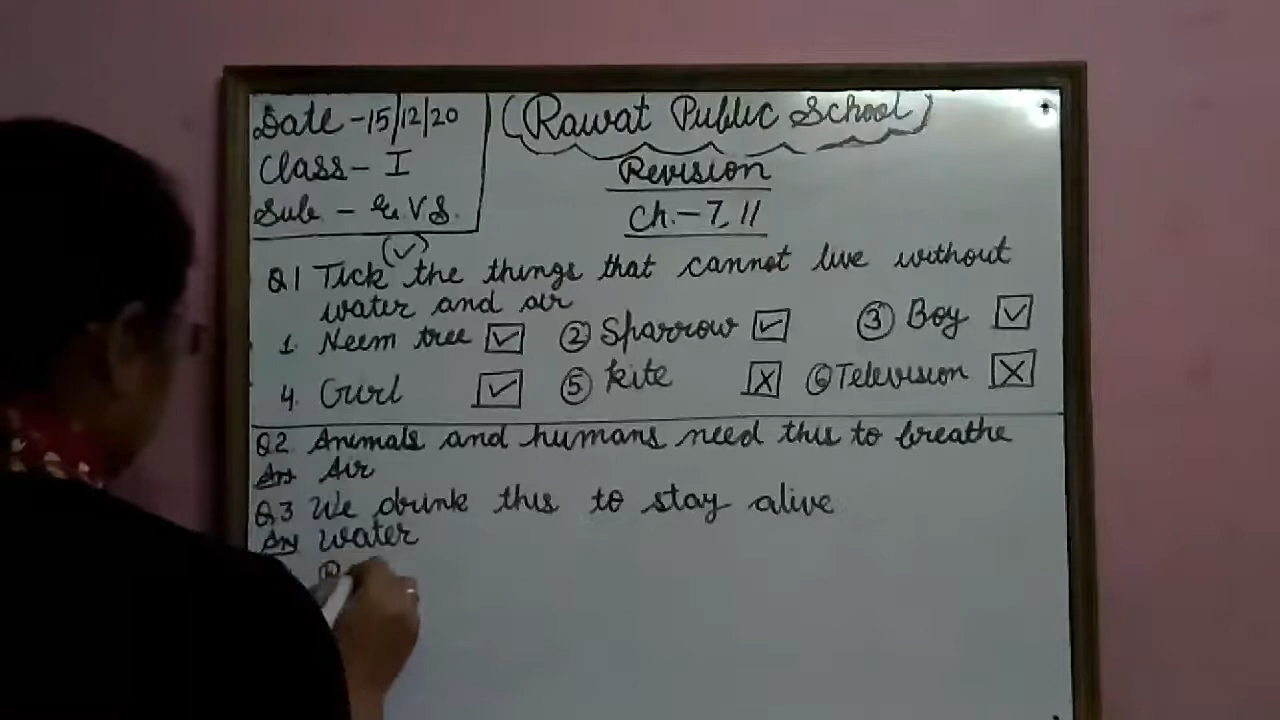 Date - 15/12/20
Class - I
Sub - E.V.S.
(Rawat Public School)
Revision
Ch. - 7, 11
(✓)
Q1 Tick the things that cannot live without
water and air
1. Neem tree ☑ ② Sparrow ☑ ③ Boy ☑
4. Gurl ☑ ⑤ kite ☒ ⑥ Television ☒
Q2 Animals and humans need this to breathe
Ans Air
Q3 We drink this to stay alive
An water